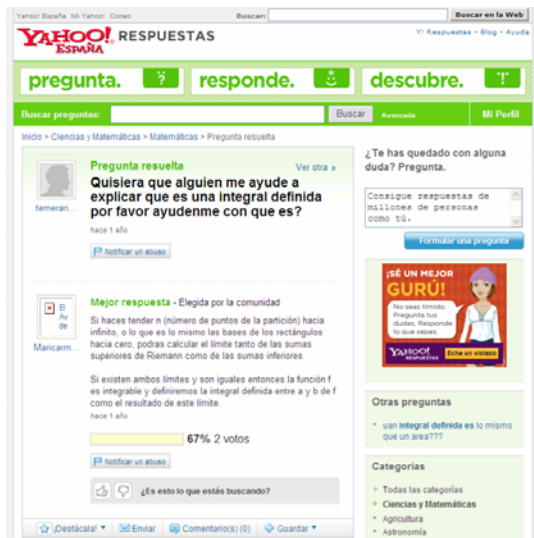 Yahoo! España Mi Yahoo! Correo Buscar: Buscar en la Web
YAHOO! RESPUESTAS
ESPAÑA
Y! Respuestas - Blog - Ayuda
pregunta. ? responde. descubre. T
Buscar preguntas: Buscar Avanzada Mi Perfil
Inicio > Ciencias y Matemáticas > Matemáticas > Pregunta resuelta
temerari...
Pregunta resuelta Ver otra »
Quisiera que alguien me ayude a
explicar que es una integral definida
por favor ayudenme con que es?
hace 1 año
Notificar un abuso
El
Av
de
Maricarm...
Mejor respuesta - Elegida por la comunidad
Si haces tender n (número de puntos de la partición) hacia
infinito, o lo que es lo mismo las bases de los rectángulos
hacia cero, podras calcular el límite tanto de las sumas
superiores de Riemann como de las sumas inferiores.
Si existen ambos límites y son iguales entonces la función f
es integrable y definiremos la integral definida entre a y b de f
como el resultado de este límite.
hace 1 año
67% 2 votos
Notificar un abuso
¿Es esto lo que estás buscando?
¡Destácala! Enviar Comentario(s) (0) Guardar
¿Te has quedado con alguna
duda? Pregunta.
Consigue respuestas de
millones de personas
como tú.
Formular una pregunta
¡SÉ UN MEJOR
GURÚ!
No seas tímido
Pregunta tus
dudas, Responde
lo que sepas.
YAHOO!
RESPUESTAS
Echa un vistazo
Otras preguntas
uan integral definida es lo mismo
que un area???
Categorías
Todas las categorías
Ciencias y Matemáticas
Agricultura
Astronomía